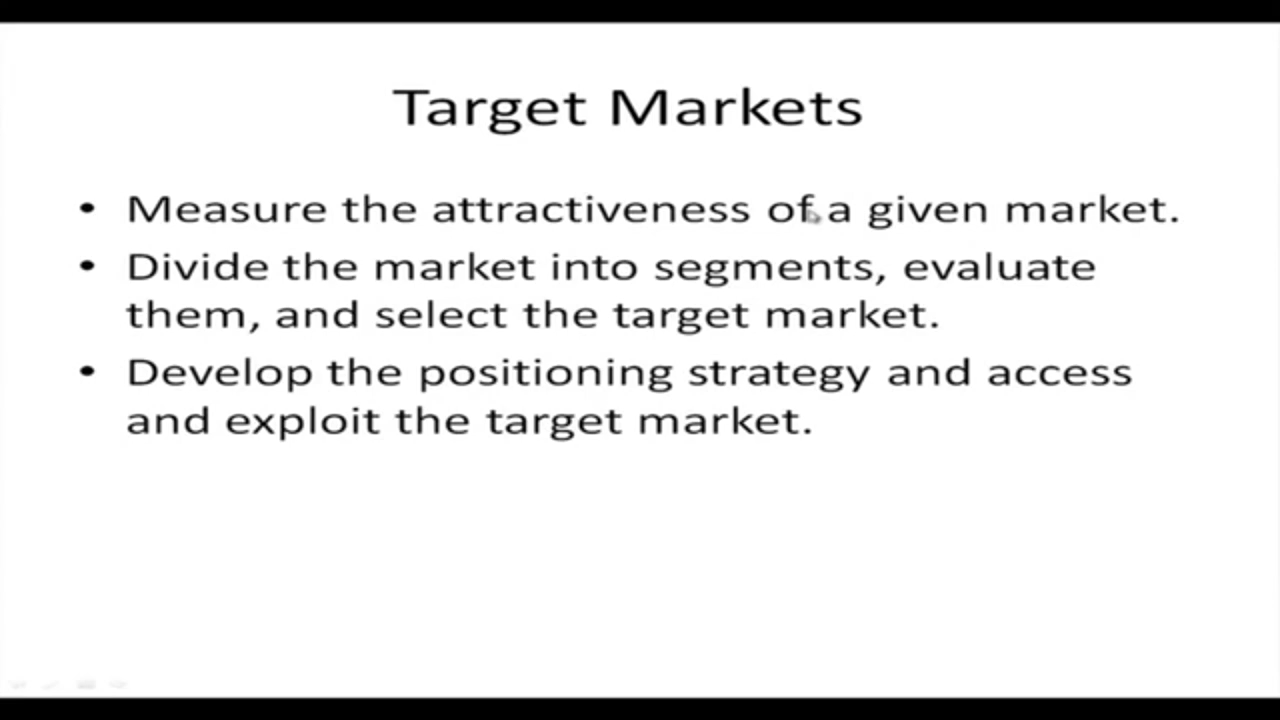 Target Markets
• Measure the attractiveness of a given market.
• Divide the market into segments, evaluate
them, and select the target market.
• Develop the positioning strategy and access
and exploit the target market.